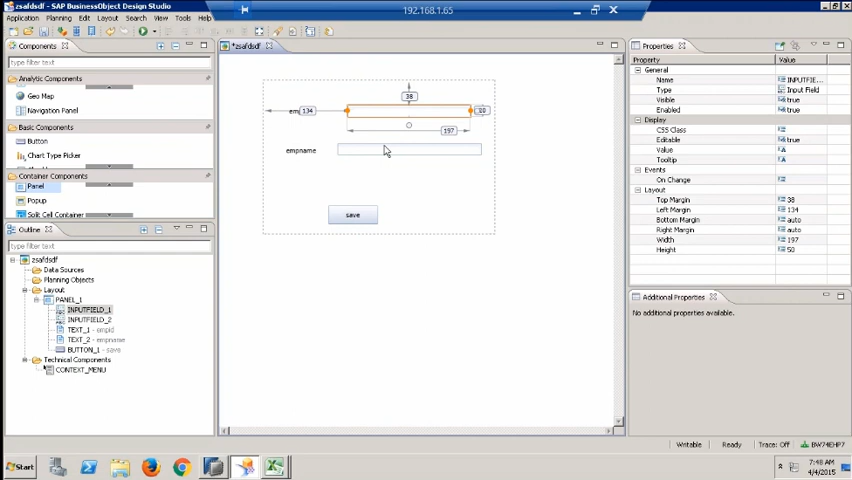 zsafdsdf - SAP BusinessObject Design Studio
192.168.1.65
Application Planning Edit Layout Search View Tools Help
Components
type filter text
Analytic Components
Geo Map
Navigation Panel
Basic Components
Button
Chart Type Picker
Container Components
Panel
Popup
Split Cell Container
Outline
type filter text
zsafdsdf
Data Sources
Planning Objects
Layout
PANEL_1
INPUTFIELD_1
INPUTFIELD_2
TEXT_1 - empid
TEXT_2 - empname
BUTTON_1 - save
Technical Components
CONTEXT_MENU
*zsafdsdf
38
em
134
20
197
empname
save
Properties
Property Value
General
Name INPUTFIE...
Type Input Field
Visible true
Enabled true
Display
CSS Class
Editable true
Value
Tooltip
Events
On Change
Layout
Top Margin 38
Left Margin 134
Bottom Margin auto
Right Margin auto
Width 197
Height 50
Additional Properties
No additional properties available.
Writable Ready Trace: Off BW74EHP7
Start
7:48 AM
4/4/2015